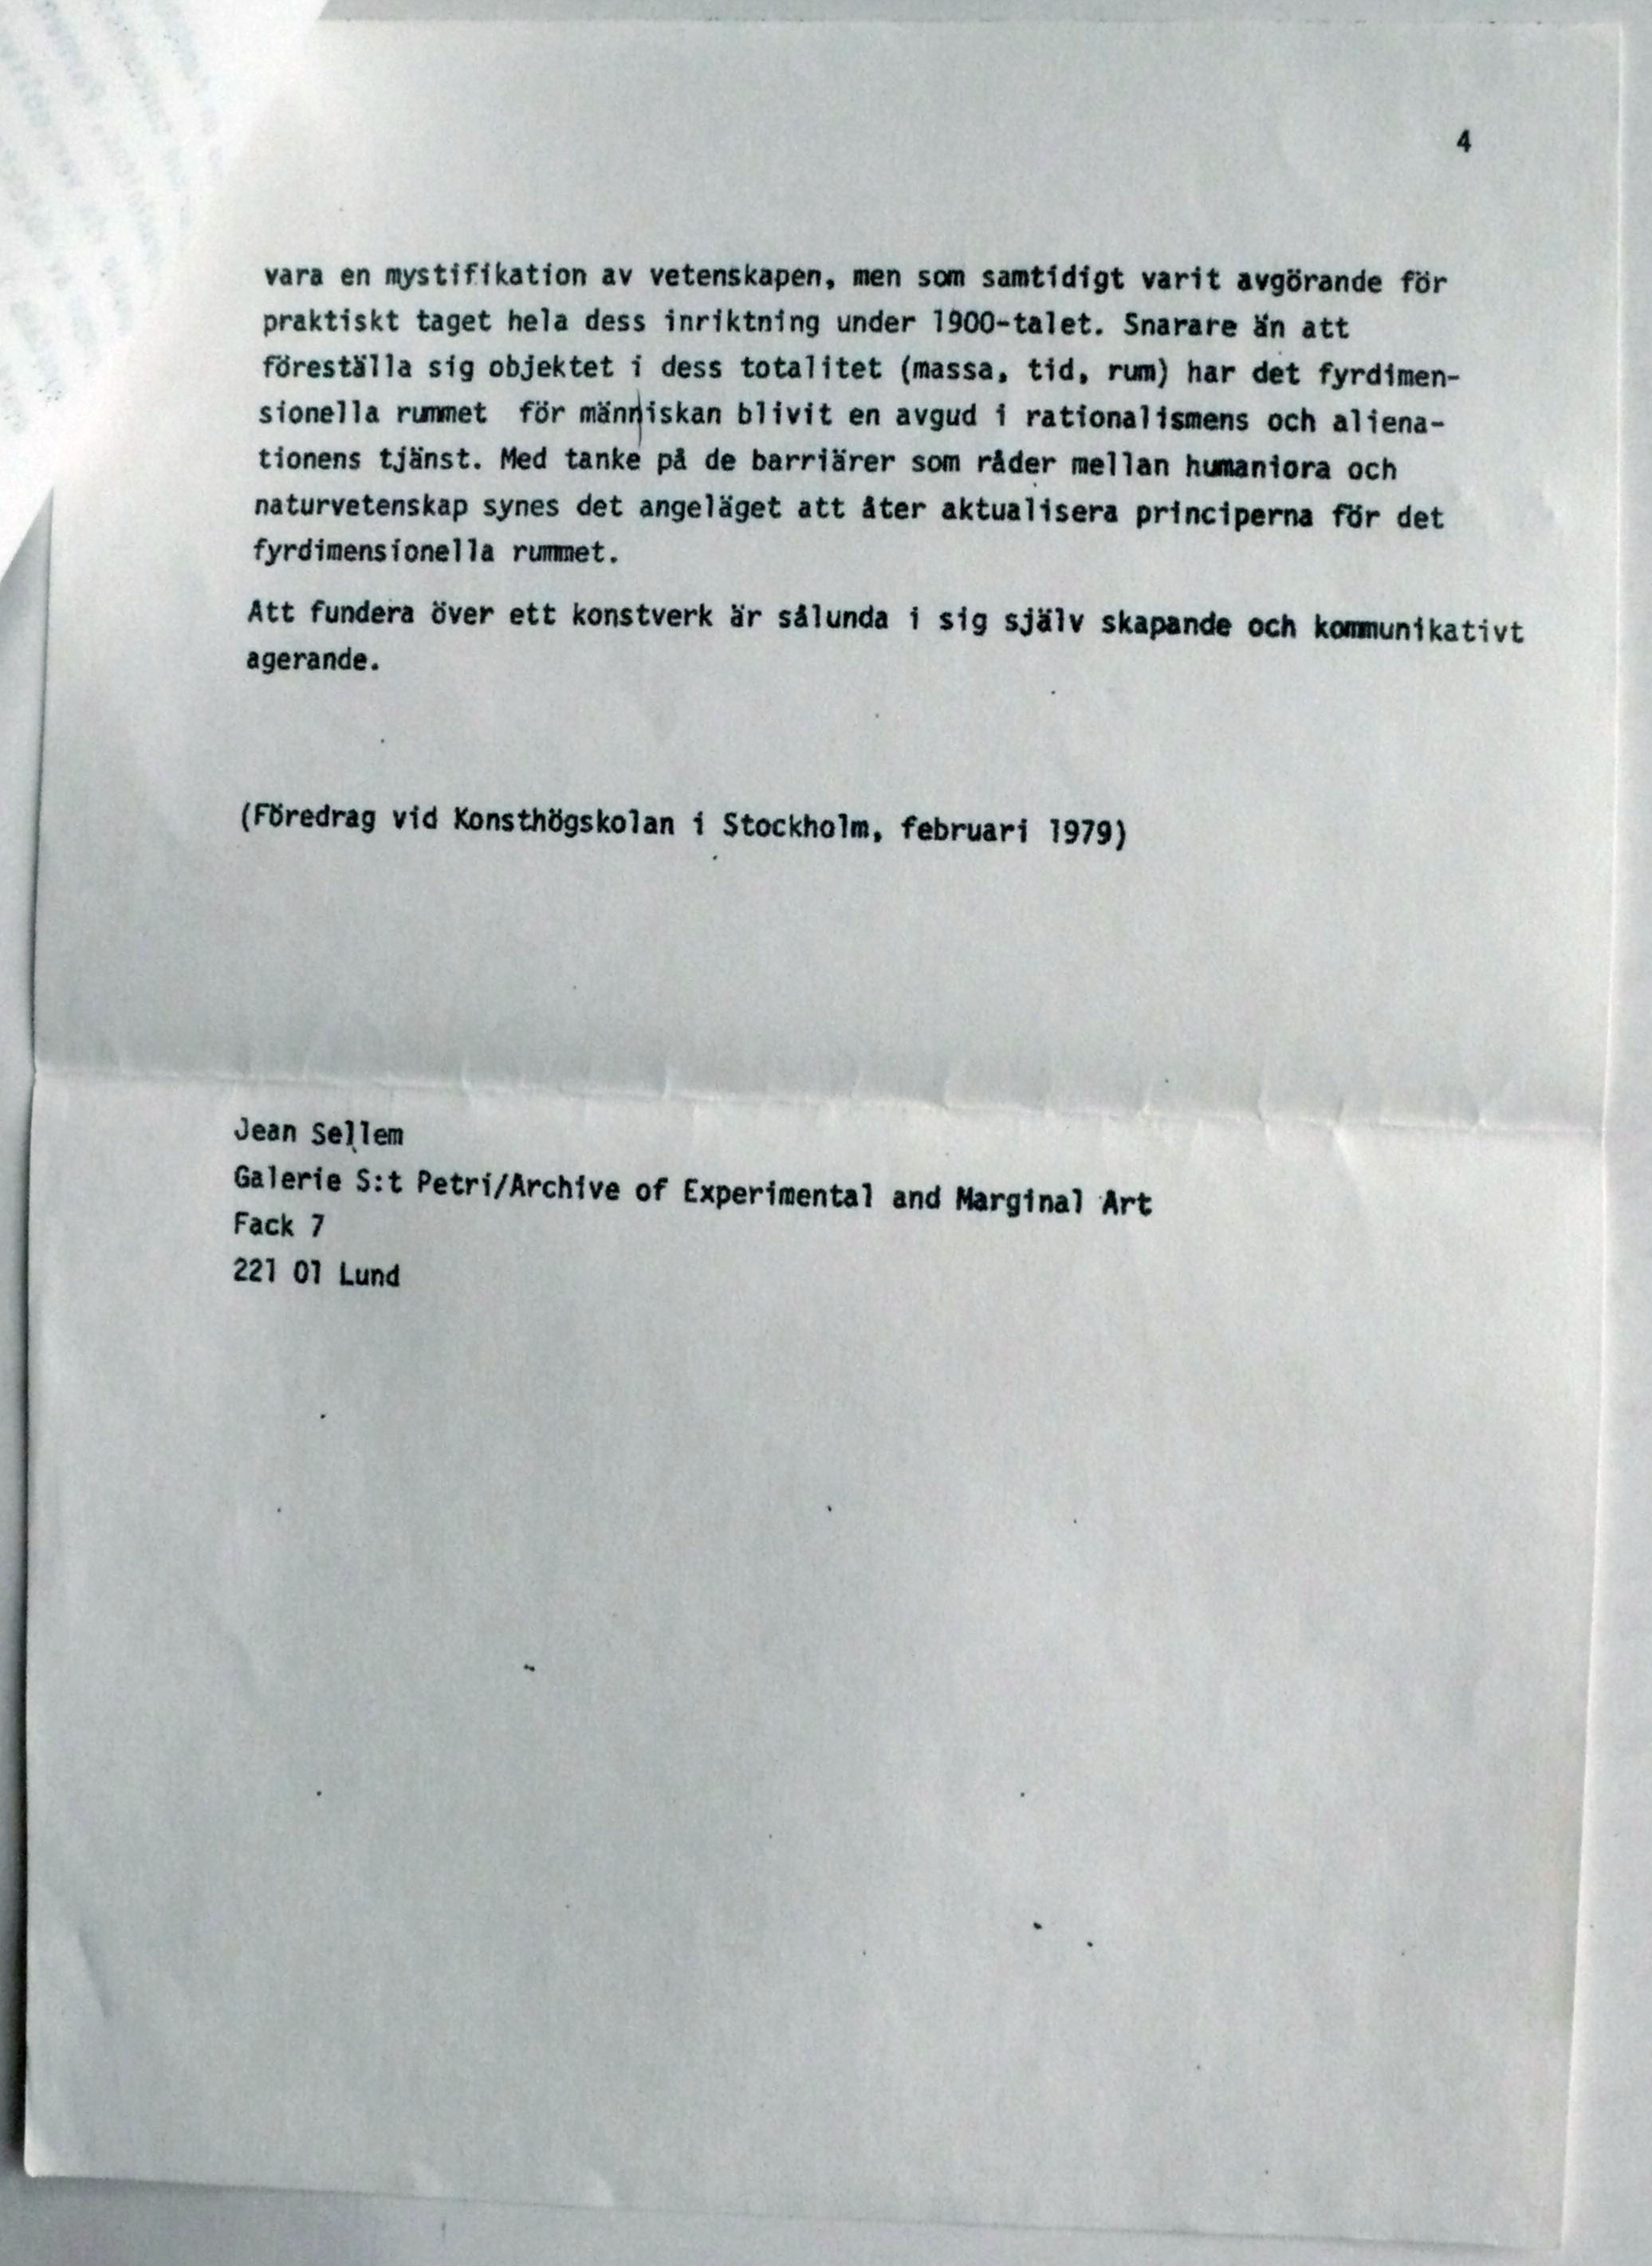 4
vara en mystifikation av vetenskapen, men som samtidigt varit avgörande för
praktiskt taget hela dess inriktning under 1900-talet. Snarare än att
föreställa sig objektet i dess totalitet (massa, tid, rum) har det fyrdimen-
sionella rummet för människan blivit en avgud i rationalismens och aliena-
tionens tjänst. Med tanke på de barriärer som råder mellan humaniora och
naturvetenskap synes det angeläget att åter aktualisera principerna för det
fyrdimensionella rummet.
Att fundera över ett konstverk är sålunda i sig själv skapande och kommunikativt
agerande.
(Föredrag vid Konsthögskolan i Stockholm, februari 1979)
Jean Sellem
Galerie S:t Petri/Archive of Experimental and Marginal Art
Fack 7
221 01 Lund